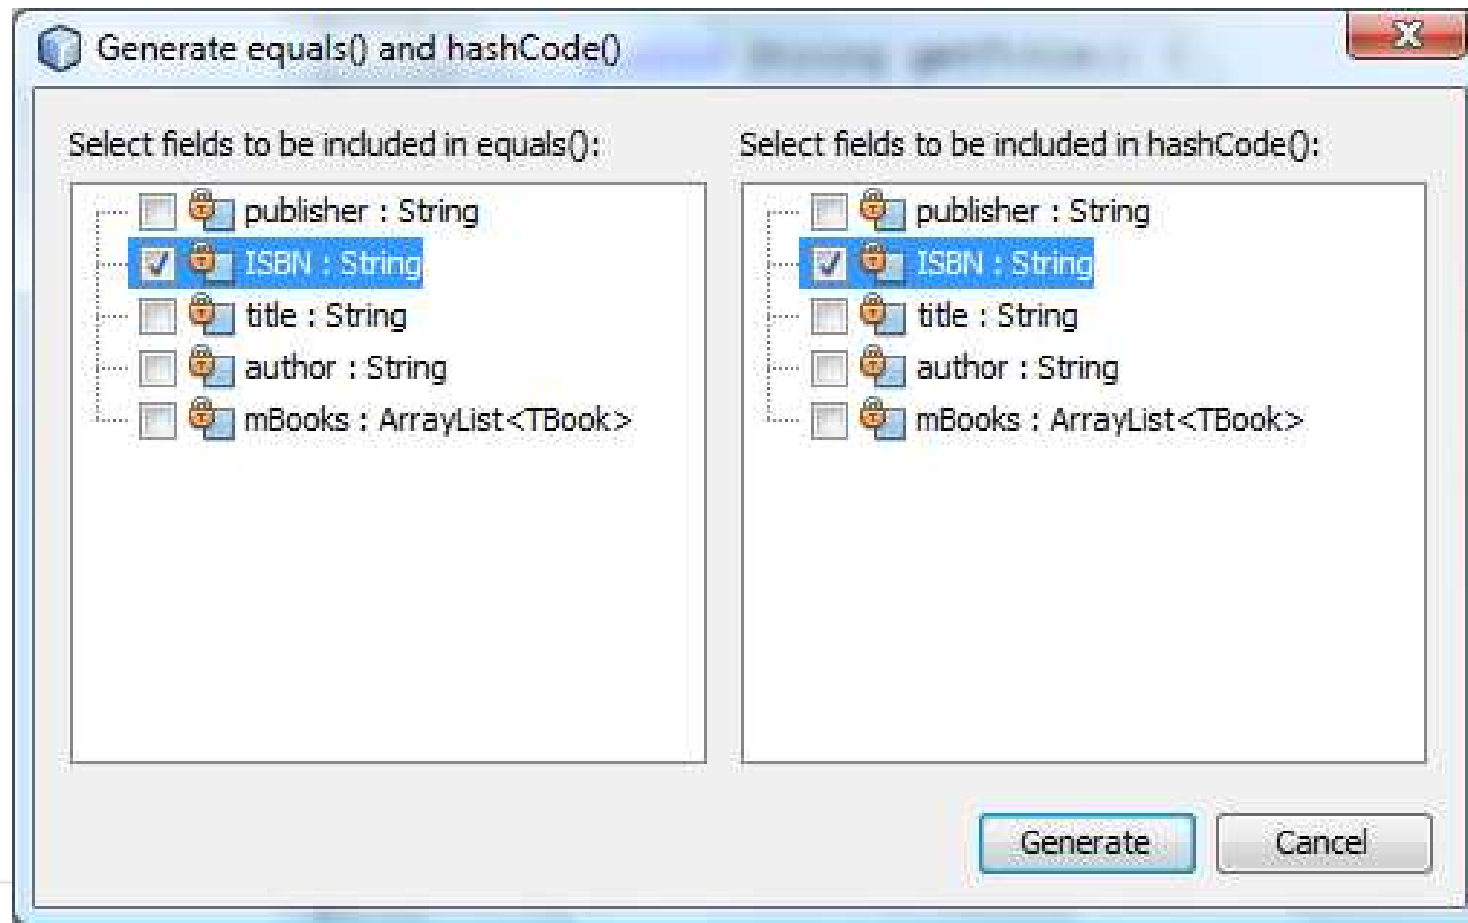 Generate equals() and hashCode()
Select fields to be included in equals():
publisher : String
ISBN : String
title : String
author : String
mBooks : ArrayList<TBook>
Select fields to be included in hashCode():
publisher : String
ISBN : String
title : String
author : String
mBooks : ArrayList<TBook>
Generate
Cancel